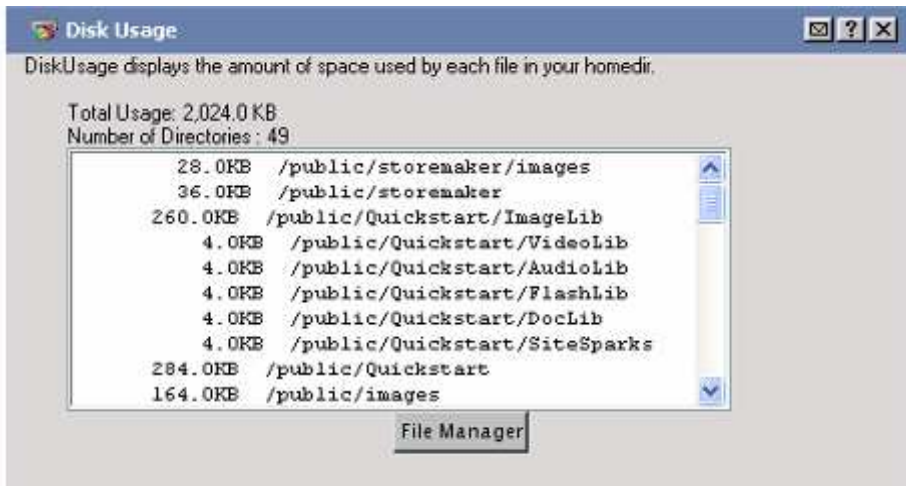 Disk Usage
DiskUsage displays the amount of space used by each file in your homedir.
Total Usage: 2,024.0 KB
Number of Directories : 49
28.0KB /public/storemaker/images
36.0KB /public/storemaker
260.0KB /public/Quickstart/ImageLib
4.0KB /public/Quickstart/VideoLib
4.0KB /public/Quickstart/AudioLib
4.0KB /public/Quickstart/FlashLib
4.0KB /public/Quickstart/DocLib
4.0KB /public/Quickstart/SiteSparks
284.0KB /public/Quickstart
164.0KB /public/images
File Manager